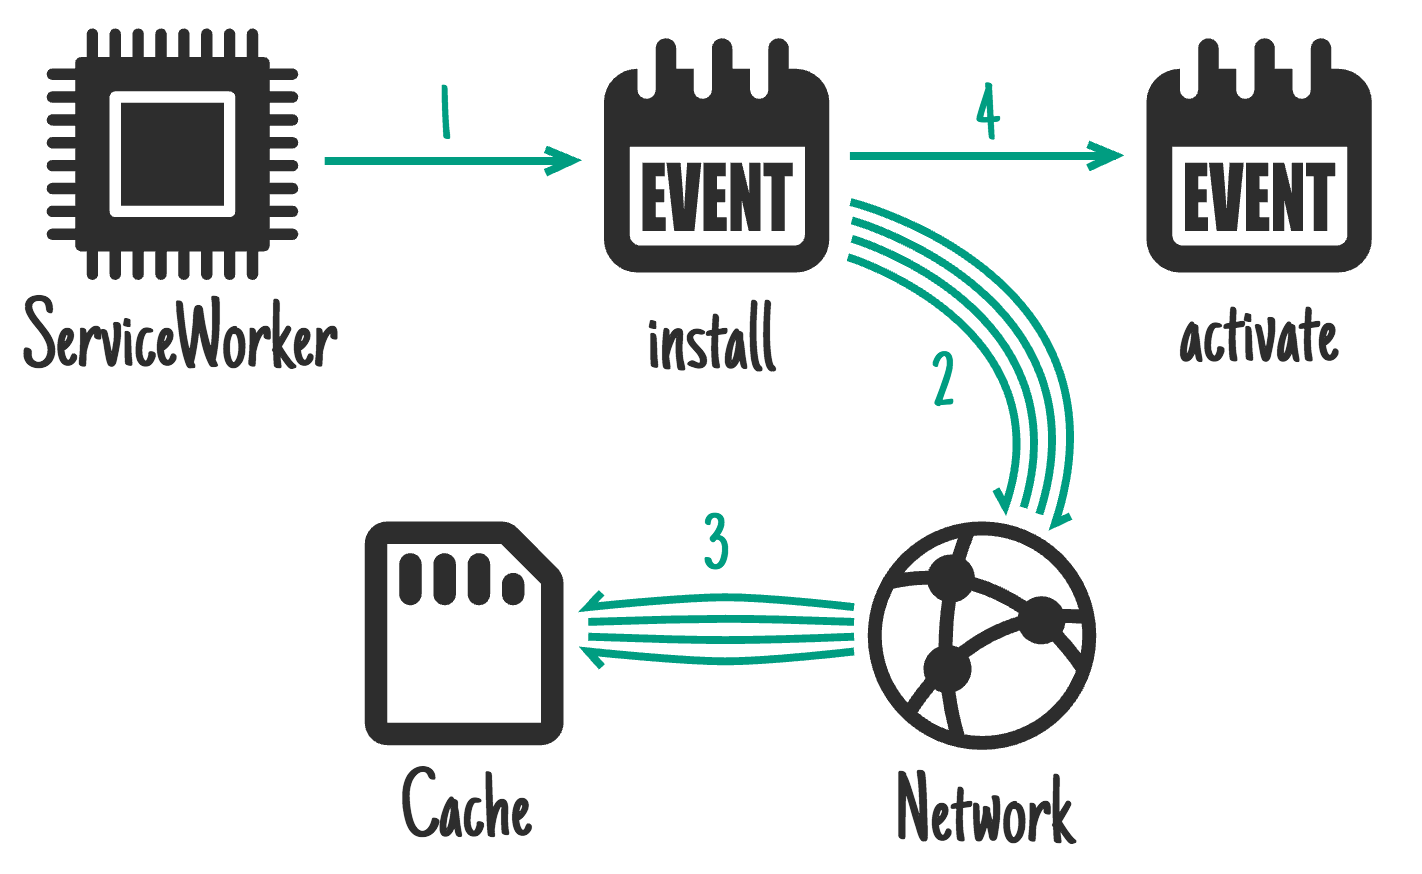 1
4
EVENT
EVENT
ServiceWorker
install
activate
2
3
Cache
Network